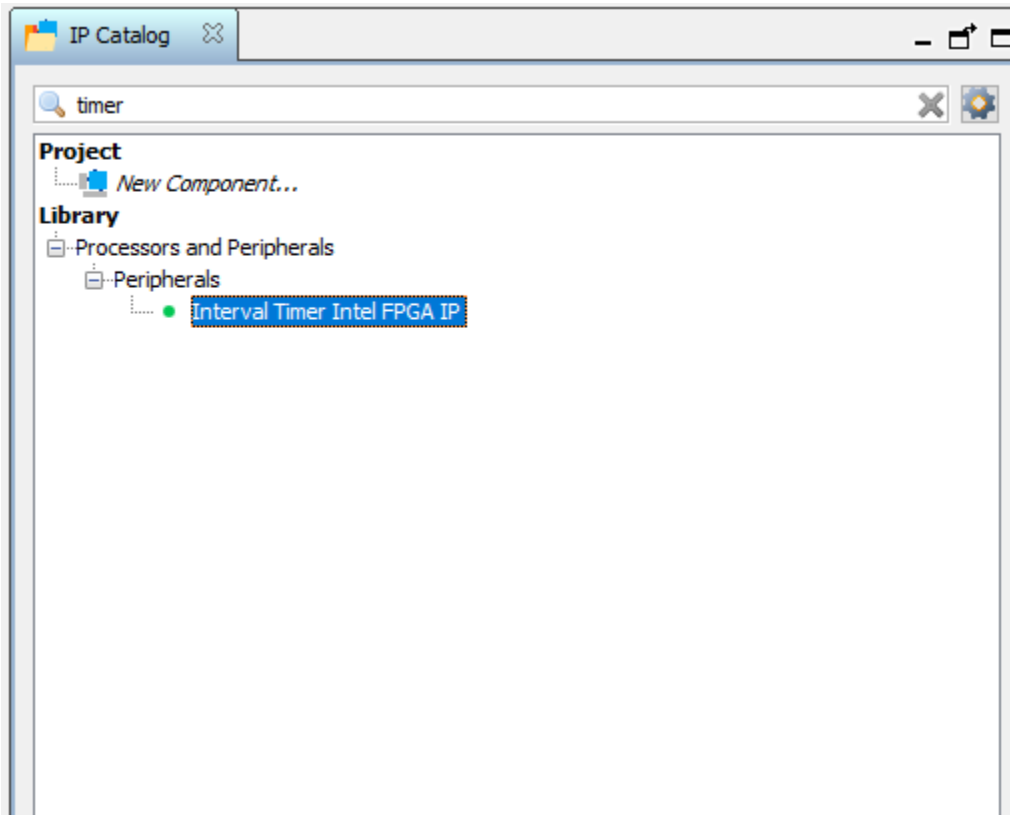 IP Catalog
timer
Project
New Component...
Library
Processors and Peripherals
Peripherals
Interval Timer Intel FPGA IP